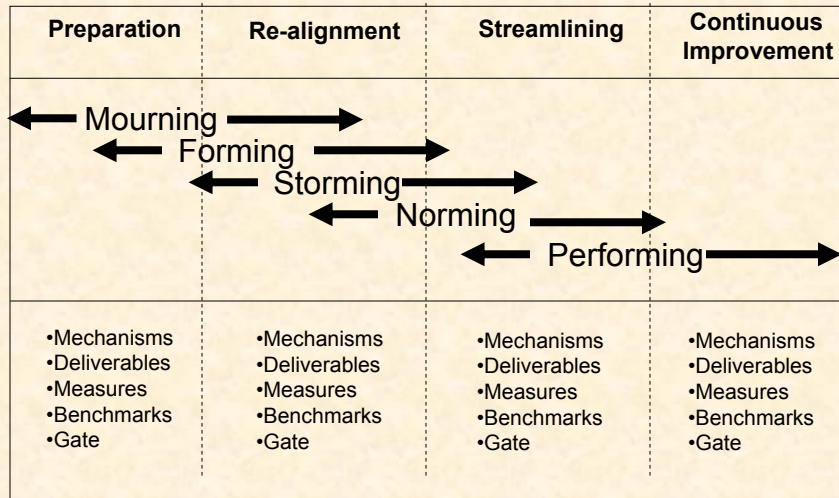 Preparation
Re-alignment
Streamlining
Continuous
Improvement
Mourning
Forming
Storming
Norming
Performing
•Mechanisms
•Deliverables
•Measures
•Benchmarks
•Gate
•Mechanisms
•Deliverables
•Measures
•Benchmarks
•Gate
•Mechanisms
•Deliverables
•Measures
•Benchmarks
•Gate
•Mechanisms
•Deliverables
•Measures
•Benchmarks
•Gate